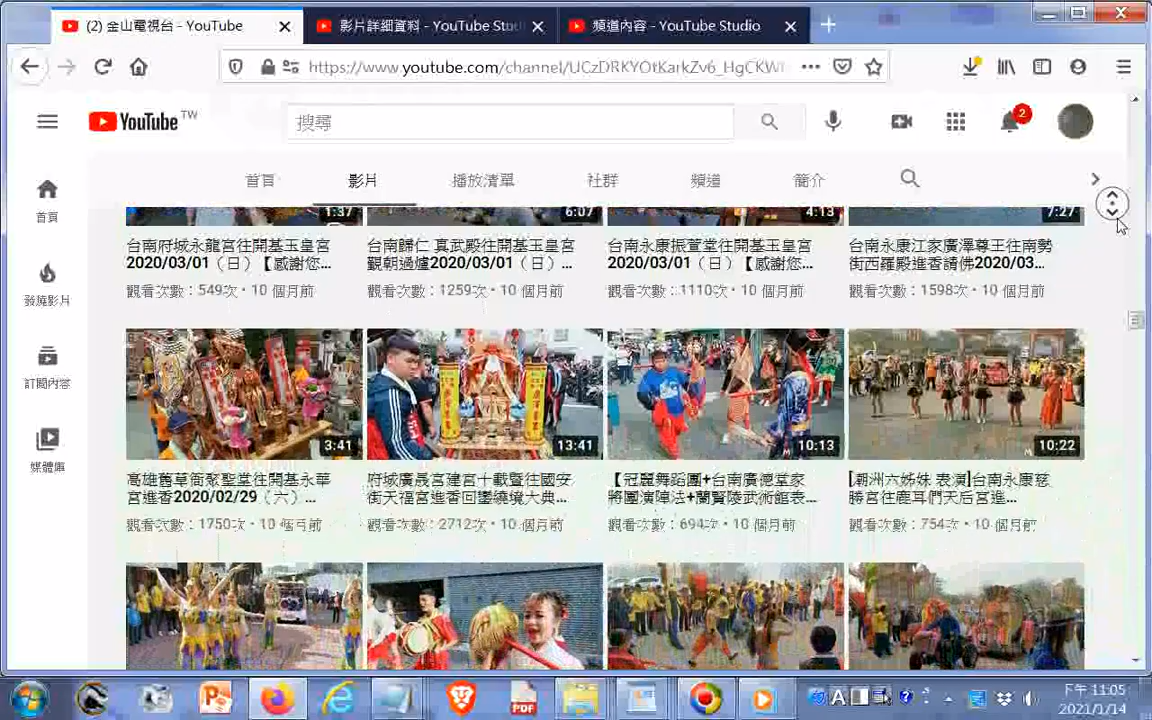 (2) 金山電視台 - YouTube
影片詳細資料 - YouTube Stu
頻道內容 - YouTube Studio
https://www.youtube.com/channel/UCzDRKYOtKarkZv6_HgCKW
YouTube TW
搜尋
2
首頁 影片 播放清單 社群 頻道 簡介
首頁
發燒影片
訂閱內容
媒體庫
1:37 6:07 4:13 7:27
台南府城永龍宮往開基玉皇宮
2020/03/01（日）【感謝您...
觀看次數：549次・10 個月前
台南歸仁 真武殿往開基玉皇宮
觀朝過爐2020/03/01（日）...
觀看次數：1259次・10 個月前
台南永康振萱堂往開基玉皇宮
2020/03/01（日）【感謝您...
觀看次數：1110次・10 個月前
台南永康江家廣澤尊王往南勢
街西羅殿進香請佛2020/03...
觀看次數：1598次・10 個月前
3:41 13:41 10:13 10:22
高雄舊草衙聚聖堂往開基永華
宮進香2020/02/29（六）...
觀看次數：1750次・10 個月前
府城廣晟宮建宮十載暨往國安
街天福宮進香回鑾繞境大典...
觀看次數：2712次・10 個月前
【冠麗舞蹈團+台南廣德堂家
將團演陣法+蘭賢陵武術館表...
觀看次數：694次・10 個月前
[潮洲六姊妹 表演]台南永康慈
勝宮往鹿耳門天后宮進...
觀看次數：754次・10 個月前
PDF
A
下午 11:05
2021/1/14